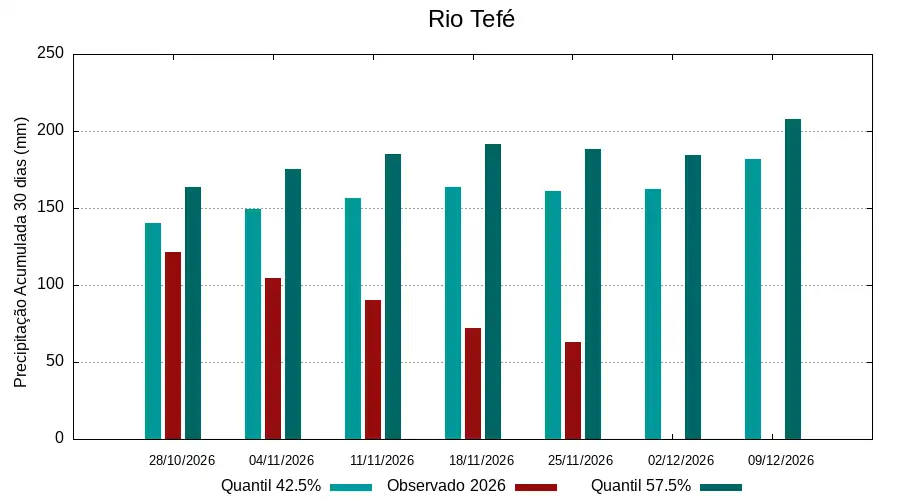 Rio Tefé
Precipitação Acumulada 30 dias (mm)
250
200
150
100
50
0
28/10/2026 04/11/2026 11/11/2026 18/11/2026 25/11/2026 02/12/2026 09/12/2026
Quantil 42.5% Observado 2026 Quantil 57.5%